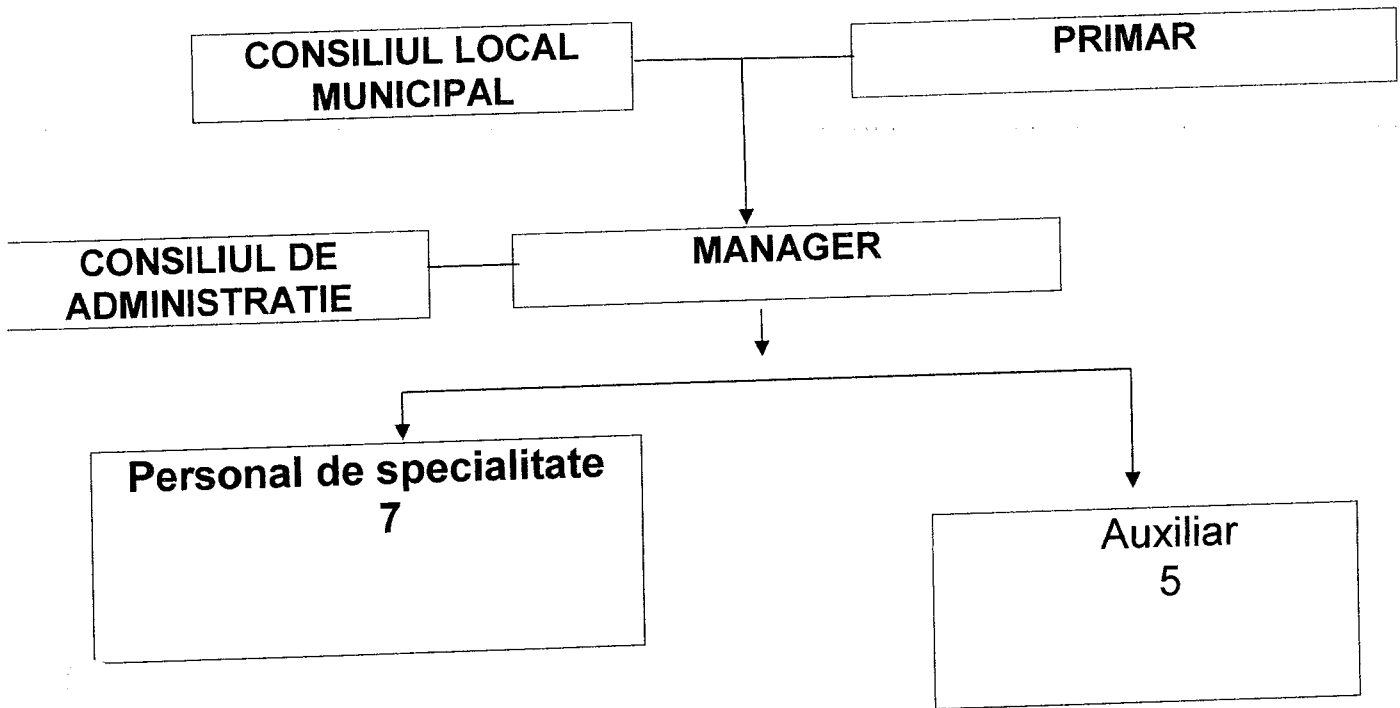 CONSILIUL LOCAL
MUNICIPAL
PRIMAR
CONSILIUL DE
ADMINISTRATIE
MANAGER
Personal de specialitate
7
Auxiliar
5